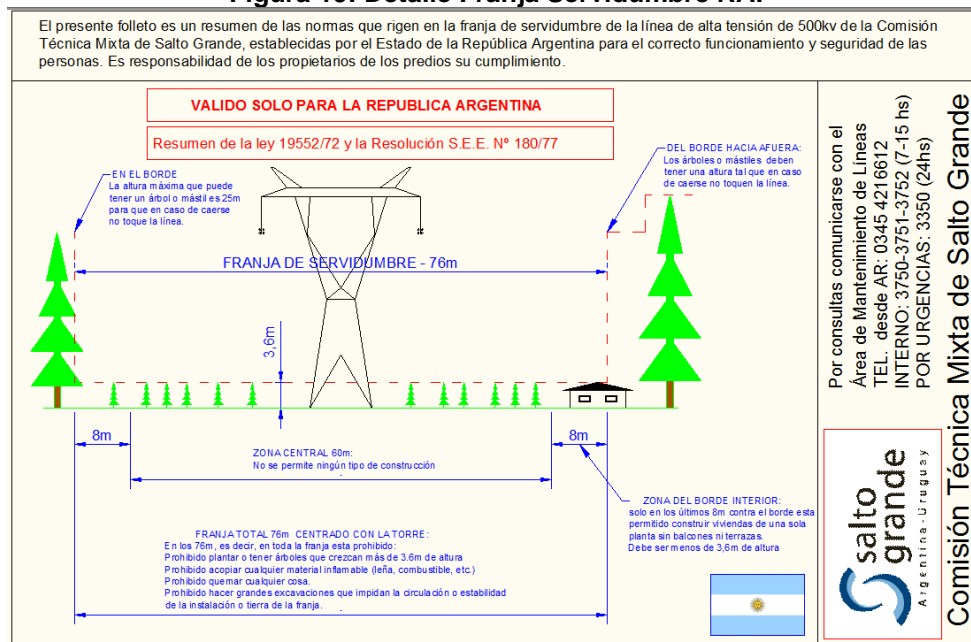 Figura 10: Detalle Franja Servidumbre RA.
El presente folleto es un resumen de las normas que rigen en la franja de servidumbre de la línea de alta tensión de 500kv de la Comisión
Técnica Mixta de Salto Grande, establecidas por el Estado de la República Argentina para el correcto funcionamiento y seguridad de las
personas. Es responsabilidad de los propietarios de los predios su cumplimiento.
VALIDO SOLO PARA LA REPUBLICA ARGENTINA
Resumen de la ley 19552/72 y la Resolución S.E.E. Nº 180/77
EN EL BORDE
La altura máxima que puede
tener un árbol o mástil es 25m
para que en caso de caerse
no toque la línea.
DEL BORDE HACIA AFUERA:
Los árboles o mástiles deben
tener una altura tal que en caso
de caerse no toquen la línea.
FRANJA DE SERVIDUMBRE - 76m
3,6m
8m
8m
ZONA CENTRAL 60m:
No se permite ningún tipo de construcción
ZONA DEL BORDE INTERIOR:
solo en los últimos 8m contra el borde esta
permitido construir viviendas de una sola
planta sin balcones ni terrazas.
Debe ser menos de 3,6m de altura
FRANJA TOTAL 76m CENTRADO CON LA TORRE:
En los 76m, es decir, en toda la franja esta prohibido:
Prohibido plantar o tener árboles que crezcan más de 3.6m de altura
Prohibido acopiar cualquier material inflamable (leña, combustible, etc.)
Prohibido quemar cualquier cosa.
Prohibido hacer grandes excavaciones que impidan la circulación o estabilidad
de la instalación o tierra de la franja.
Por consultas comunicarse con el
Área de Mantenimiento de Líneas
TEL. desde AR: 0345 4216612
INTERNO: 3750-3751-3752 (7-15 hs)
POR URGENCIAS: 3350 (24hs)
salto
grande
Argentina-Uruguay
Comisión Técnica Mixta de Salto Grande